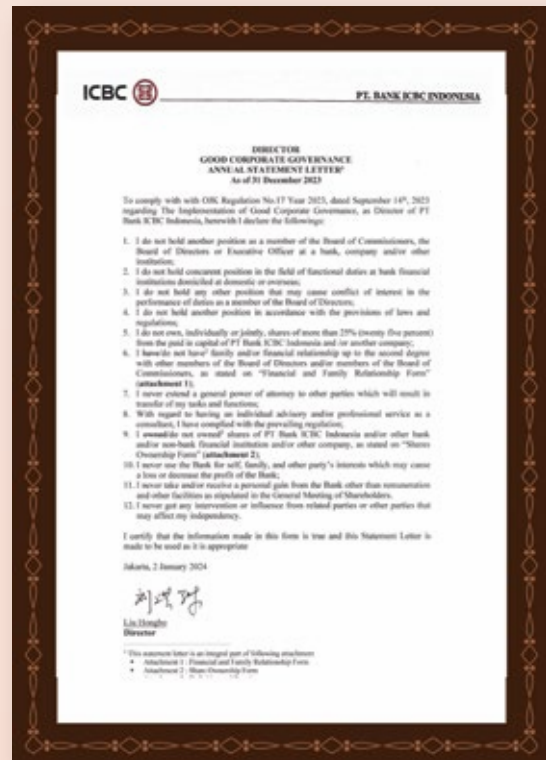 ICBC
PT. BANK ICBC INDONESIA
DIRECTOR
GOOD CORPORATE GOVERNANCE
ANNUAL STATEMENT LETTER¹
As of 31 December 2023
To comply with with OJK Regulation No.17 Year 2023, dated September 14th, 2023
regarding The Implementation of Good Corporate Governance, as Director of PT
Bank ICBC Indonesia, herewith I declare the followings:
1. I do not hold another position as a member of the Board of Commissioners, the
Board of Directors or Executive Officer at a bank, company and/or other
institution;
2. I do not hold concurrent position in the field of functional duties at bank financial
institutions domiciled at domestic or overseas;
3. I do not hold any other position that may cause conflict of interest in the
performance of duties as a member of the Board of Directors;
4. I do not hold another position in accordance with the provisions of laws and
regulations;
5. I do not own, individually or jointly, shares of more than 25% (twenty five percent)
from the paid in capital of PT Bank ICBC Indonesia and /or another company;
6. I have/do not have² family and/or financial relationship up to the second degree
with other members of the Board of Directors and/or members of the Board of
Commissioners, as stated on "Financial and Family Relationship Form"
(attachment 1);
7. I never extend a general power of attorney to other parties which will result in
transfer of my tasks and functions;
8. With regard to having an individual advisory and/or professional service as a
consultant, I have complied with the prevailing regulation;
9. I owned/do not owned² shares of PT Bank ICBC Indonesia and/or other bank
and/or non-bank financial institution and/or other company, as stated on "Shares
Ownership Form" (attachment 2);
10. I never use the Bank for self, family, and other party's interests which may cause
a loss or decrease the profit of the Bank;
11. I never take and/or receive a personal gain from the Bank other than remuneration
and other facilities as stipulated in the General Meeting of Shareholders.
12. I never got any intervention or influence from related parties or other parties that
may affect my independency.
I certify that the information made in this form is true and this Statement Letter is
made to be used as it is appropriate
Jakarta, 2 January 2024
Liu Hongbo
Director
¹ This statement letter is an integral part of following attachment:
• Attachment 1 : Financial and Family Relationship Form
• Attachment 2 : Share Ownership Form